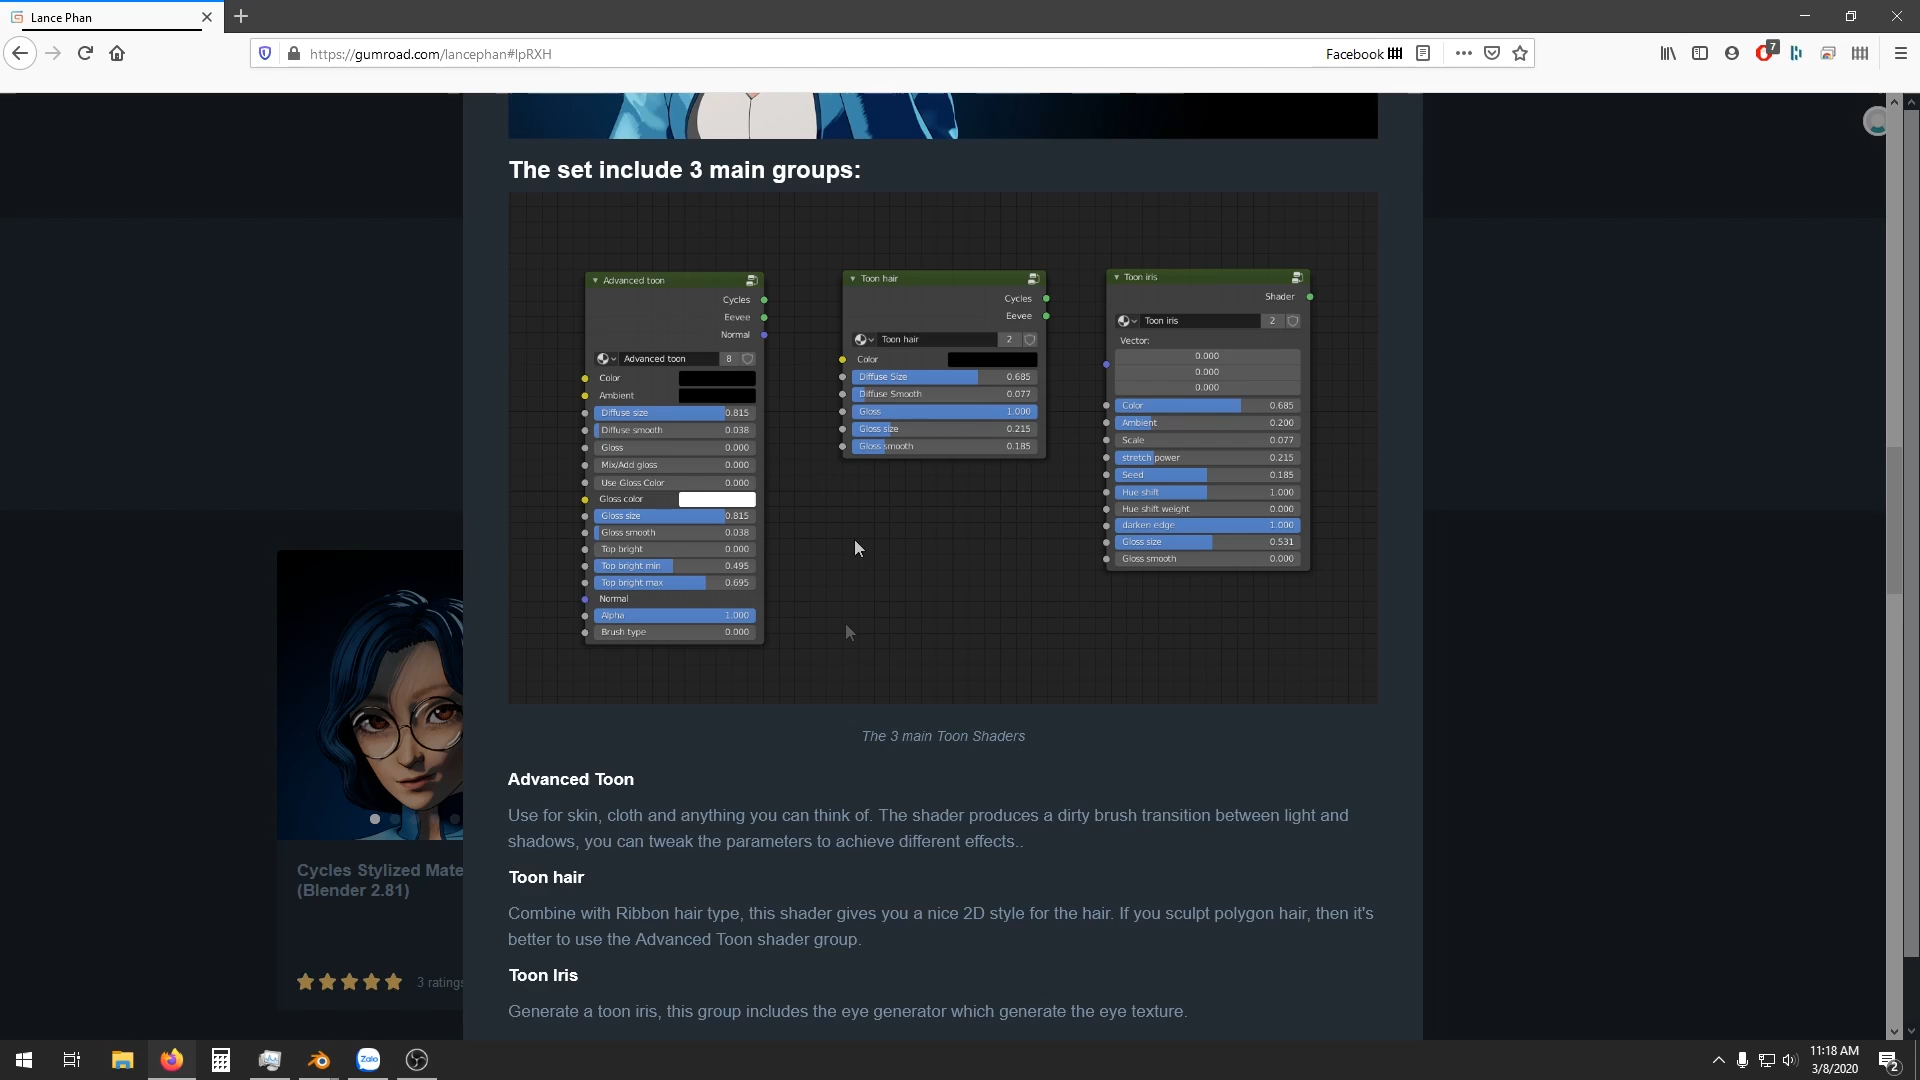 Lance Phan
https://gumroad.com/lancephan#lpRXH
Facebook
7
The set include 3 main groups:
Advanced toon
Cycles
Eevee
Normal
Advanced toon 8
Color
Ambient
Diffuse size 0.815
Diffuse smooth 0.038
Gloss 0.000
Mix/Add gloss 0.000
Use Gloss Color 0.000
Gloss color
Gloss size 0.815
Gloss smooth 0.038
Top bright 0.000
Top bright min 0.495
Top bright max 0.695
Normal
Alpha 1.000
Brush type 0.000
Toon hair
Cycles
Eevee
Toon hair 2
Color
Diffuse Size 0.685
Diffuse Smooth 0.077
Gloss 1.000
Gloss size 0.215
Gloss smooth 0.185
Toon iris
Shader
Toon iris 2
Vector:
0.000
0.000
0.000
Color 0.685
Ambient 0.200
Scale 0.077
stretch power 0.215
Seed 0.185
Hue shift 1.000
Hue shift weight 0.000
darken edge 1.000
Gloss size 0.531
Gloss smooth 0.000
The 3 main Toon Shaders
Advanced Toon
Use for skin, cloth and anything you can think of. The shader produces a dirty brush transition between light and
shadows, you can tweak the parameters to achieve different effects..
Toon hair
Combine with Ribbon hair type, this shader gives you a nice 2D style for the hair. If you sculpt polygon hair, then it's
better to use the Advanced Toon shader group.
Toon Iris
Generate a toon iris, this group includes the eye generator which generate the eye texture.
Cycles Stylized Mate
(Blender 2.81)
3 ratings
Zalo
11:18 AM
3/8/2020
2